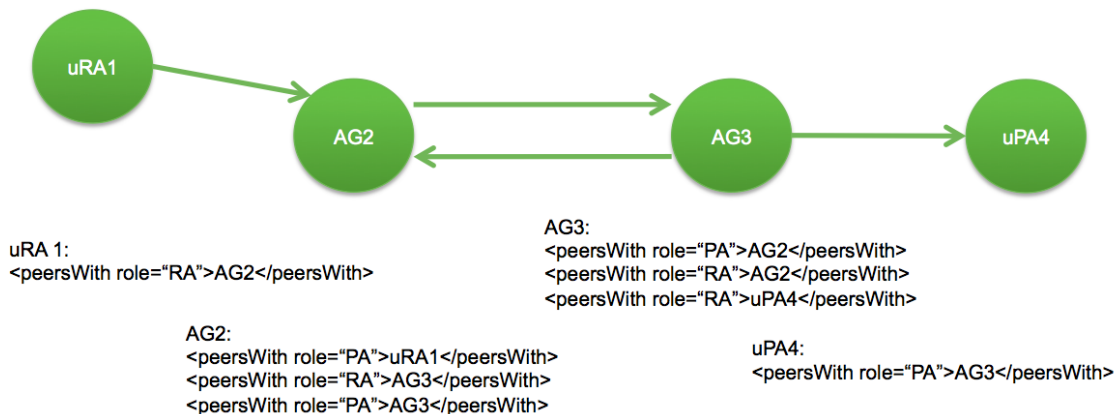 uRA1
AG2
AG3
uPA4
uRA 1:
<peersWith role=“RA”>AG2</peersWith>
AG2:
<peersWith role=“PA”>uRA1</peersWith>
<peersWith role=“RA”>AG3</peersWith>
<peersWith role=“PA”>AG3</peersWith>
AG3:
<peersWith role=“PA”>AG2</peersWith>
<peersWith role=“RA”>AG2</peersWith>
<peersWith role=“RA”>uPA4</peersWith>
uPA4:
<peersWith role=“PA”>AG3</peersWith>